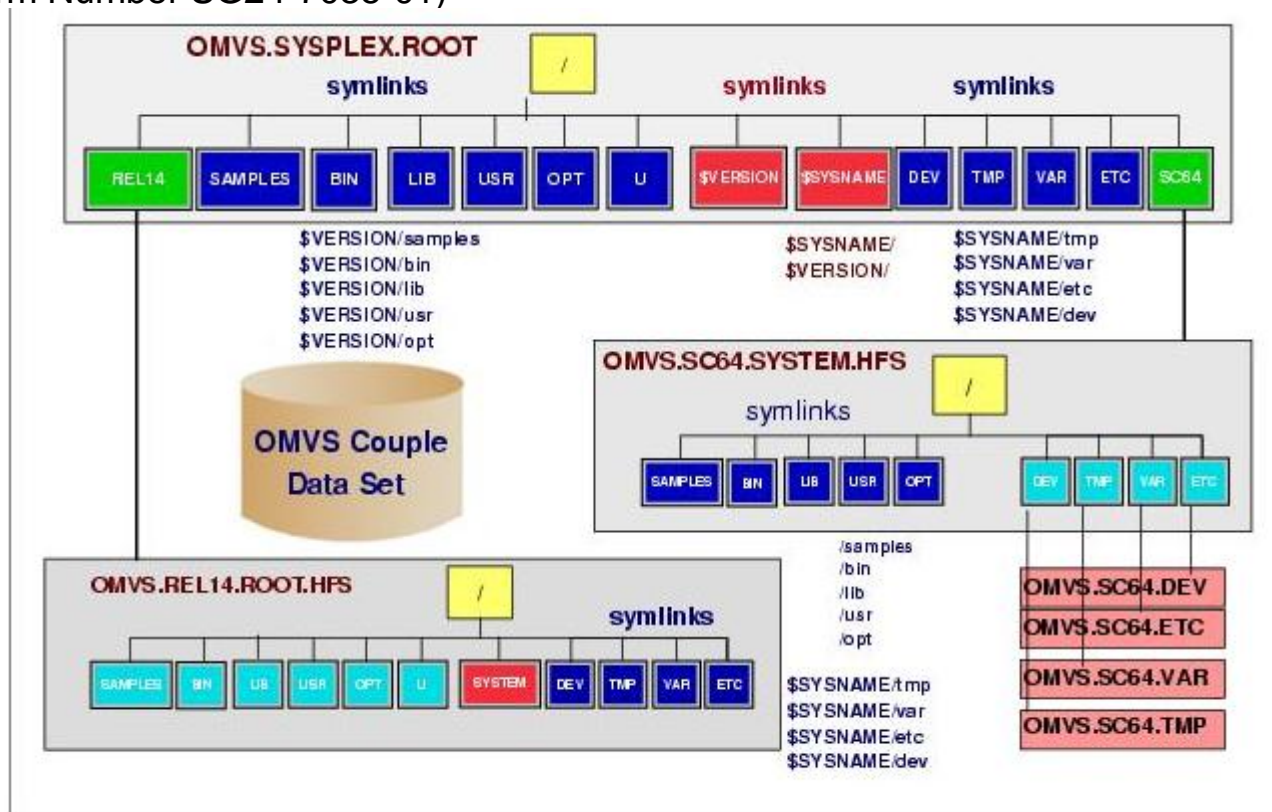 OMVS.SYSPLEX.ROOT
/
symlinks symlinks symlinks
REL14 SAMPLES BIN LIB USR OPT U $VERSION $SYSNAME DEV TMP VAR ETC SC64
$VERSION/samples
$VERSION/bin
$VERSION/lib
$VERSION/usr
$VERSION/opt
$SYSNAME/
$VERSION/
$SYSNAME/tmp
$SYSNAME/var
$SYSNAME/etc
$SYSNAME/dev
OMVS Couple
Data Set
OMVS.SC64.SYSTEM.HFS
/
symlinks
SAMPLES BIN LIB USR OPT DEV TMP VAR ETC
/samples
/bin
/lib
/usr
/opt
OMVS.SC64.DEV
OMVS.SC64.ETC
OMVS.SC64.VAR
OMVS.SC64.TMP
OMVS.REL14.ROOT.HFS
/
symlinks
SAMPLES BIN LIB USR OPT U SYSTEM DEV TMP VAR ETC
$SYSNAME/tmp
$SYSNAME/var
$SYSNAME/etc
$SYSNAME/dev